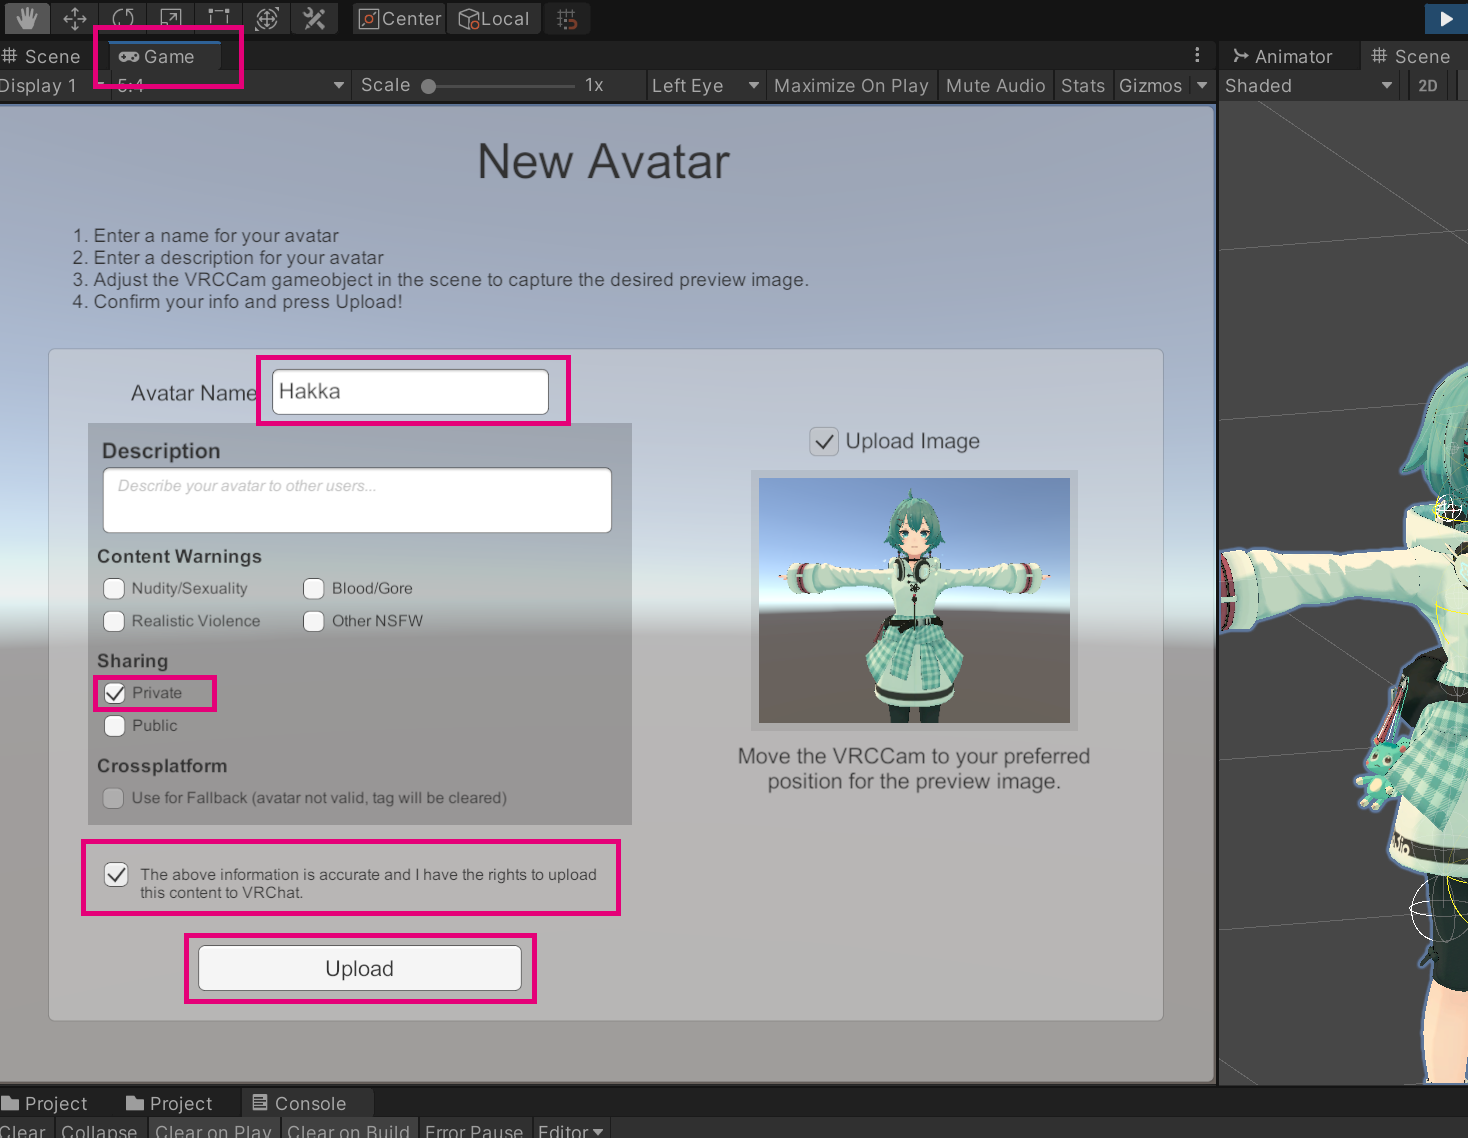 Center
Local
Scene
Game
Animator
Scene
Display 1
5:4
Scale
1x
Left Eye
Maximize On Play
Mute Audio
Stats
Gizmos
Shaded
2D
New Avatar
1. Enter a name for your avatar
2. Enter a description for your avatar
3. Adjust the VRCCam gameobject in the scene to capture the desired preview image.
4. Confirm your info and press Upload!
Avatar Name
Hakka
Description
Describe your avatar to other users...
Content Warnings
Nudity/Sexuality
Blood/Gore
Realistic Violence
Other NSFW
Sharing
Private
Public
Crossplatform
Use for Fallback (avatar not valid, tag will be cleared)
The above information is accurate and I have the rights to upload
this content to VRChat.
Upload
Upload Image
Move the VRCCam to your preferred
position for the preview image.
Project
Project
Console
Clear
Collapse
Clear on Play
Clear on Build
Error Pause
Editor